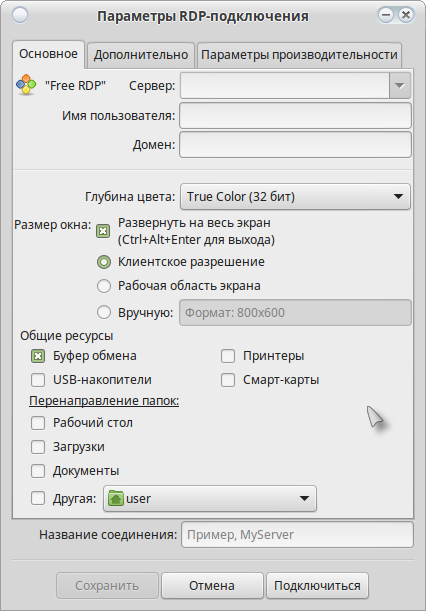 Параметры RDP-подключения
Основное Дополнительно Параметры производительности
"Free RDP" Сервер:
Имя пользователя:
Домен:
Глубина цвета: True Color (32 бит)
Размер окна: Развернуть на весь экран
(Ctrl+Alt+Enter для выхода)
Клиентское разрешение
Рабочая область экрана
Вручную: Формат: 800x600
Общие ресурсы
Буфер обмена Принтеры
USB-накопители Смарт-карты
Перенаправление папок:
Рабочий стол
Загрузки
Документы
Другая: user
Название соединения: Пример, MyServer
Сохранить Отмена Подключиться